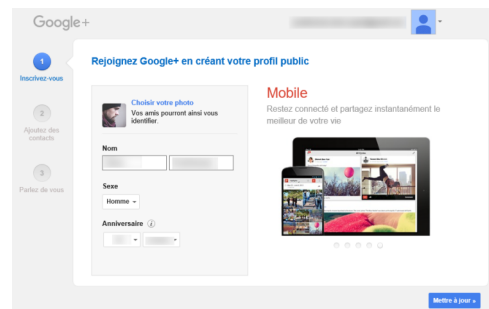 Google+
1
Inscrivez-vous
2
Ajoutez des
contacts
3
Parlez de vous
Rejoignez Google+ en créant votre profil public
Choisir votre photo
Vos amis pourront ainsi vous
identifier.
Nom
Sexe
Homme
Anniversaire
Mobile
Restez connecté et partagez instantanément le
meilleur de votre vie
Mettre à jour »